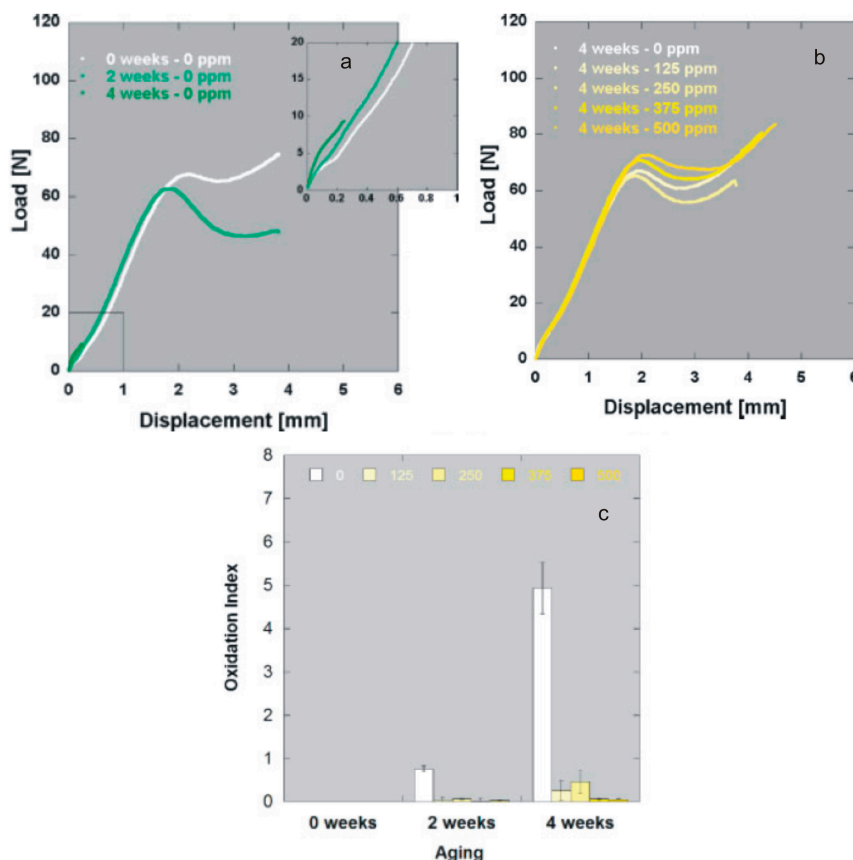 120
100
80
60
40
20
0
Load [N]
0 weeks - 0 ppm
2 weeks - 0 ppm
4 weeks - 0 ppm
0 1 2 3 4 5 6
Displacement [mm]
a
20
15
10
5
0
0 0.2 0.4 0.6 0.8 1
120
100
80
60
40
20
0
Load [N]
4 weeks - 0 ppm
4 weeks - 125 ppm
4 weeks - 250 ppm
4 weeks - 375 ppm
4 weeks - 500 ppm
b
0 1 2 3 4 5 6
Displacement [mm]
8
7
6
5
4
3
2
1
0
Oxidation Index
0 125 250 375 500
c
0 weeks 2 weeks 4 weeks
Aging